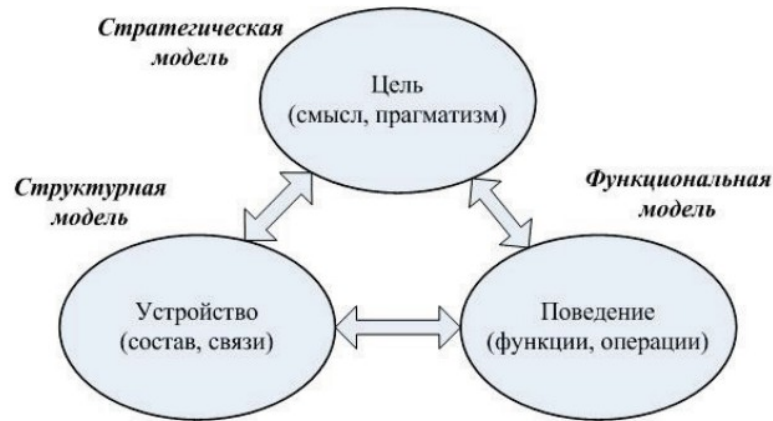 Стратегическая
модель
Цель
(смысл, прагматизм)
Структурная
модель
Функциональная
модель
Устройство
(состав, связи)
Поведение
(функции, операции)